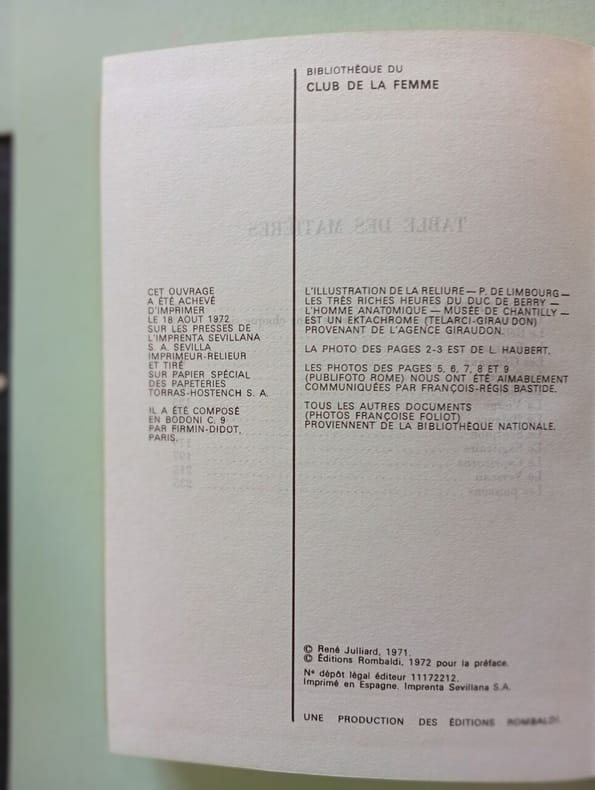 BIBLIOTHÈQUE DU
CLUB DE LA FEMME
CET OUVRAGE
A ÉTÉ ACHEVÉ
D'IMPRIMER
LE 18 AOUT 1972
SUR LES PRESSES DE
L'IMPRENTA SEVILLANA
S. A. SEVILLA
IMPRIMEUR-RELIEUR
ET TIRÉ
SUR PAPIER SPÉCIAL
DES PAPETERIES
TORRAS-HOSTENCH S. A.
IL A ÉTÉ COMPOSÉ
EN BODONI C. 9
PAR FIRMIN-DIDOT,
PARIS.
L'ILLUSTRATION DE LA RELIURE — P. DE LIMBOURG —
LES TRÈS RICHES HEURES DU DUC DE BERRY —
L'HOMME ANATOMIQUE — MUSÉE DE CHANTILLY —
EST UN EKTACHROME (TELARCI-GIRAUDON)
PROVENANT DE L'AGENCE GIRAUDON.
LA PHOTO DES PAGES 2-3 EST DE L. HAUBERT.
LES PHOTOS DES PAGES 5, 6, 7, 8 ET 9
(PUBLIFOTO ROME) NOUS ONT ÉTÉ AIMABLEMENT
COMMUNIQUÉES PAR FRANÇOIS-RÉGIS BASTIDE.
TOUS LES AUTRES DOCUMENTS
(PHOTOS FRANÇOISE FOLIOT)
PROVIENNENT DE LA BIBLIOTHÈQUE NATIONALE.
© René Julliard, 1971.
© Éditions Rombaldi, 1972 pour la préface.
N° dépôt légal éditeur 11172212.
Imprimé en Espagne. Imprenta Sevillana S.A.
UNE PRODUCTION DES ÉDITIONS ROMBALDI.
TABLE DES MATIÈRES